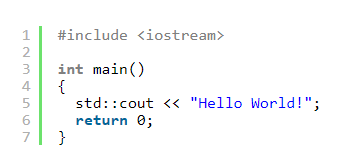 1 #include <iostream>
2
3 int main()
4 {
5   std::cout << "Hello World!";
6   return 0;
7 }